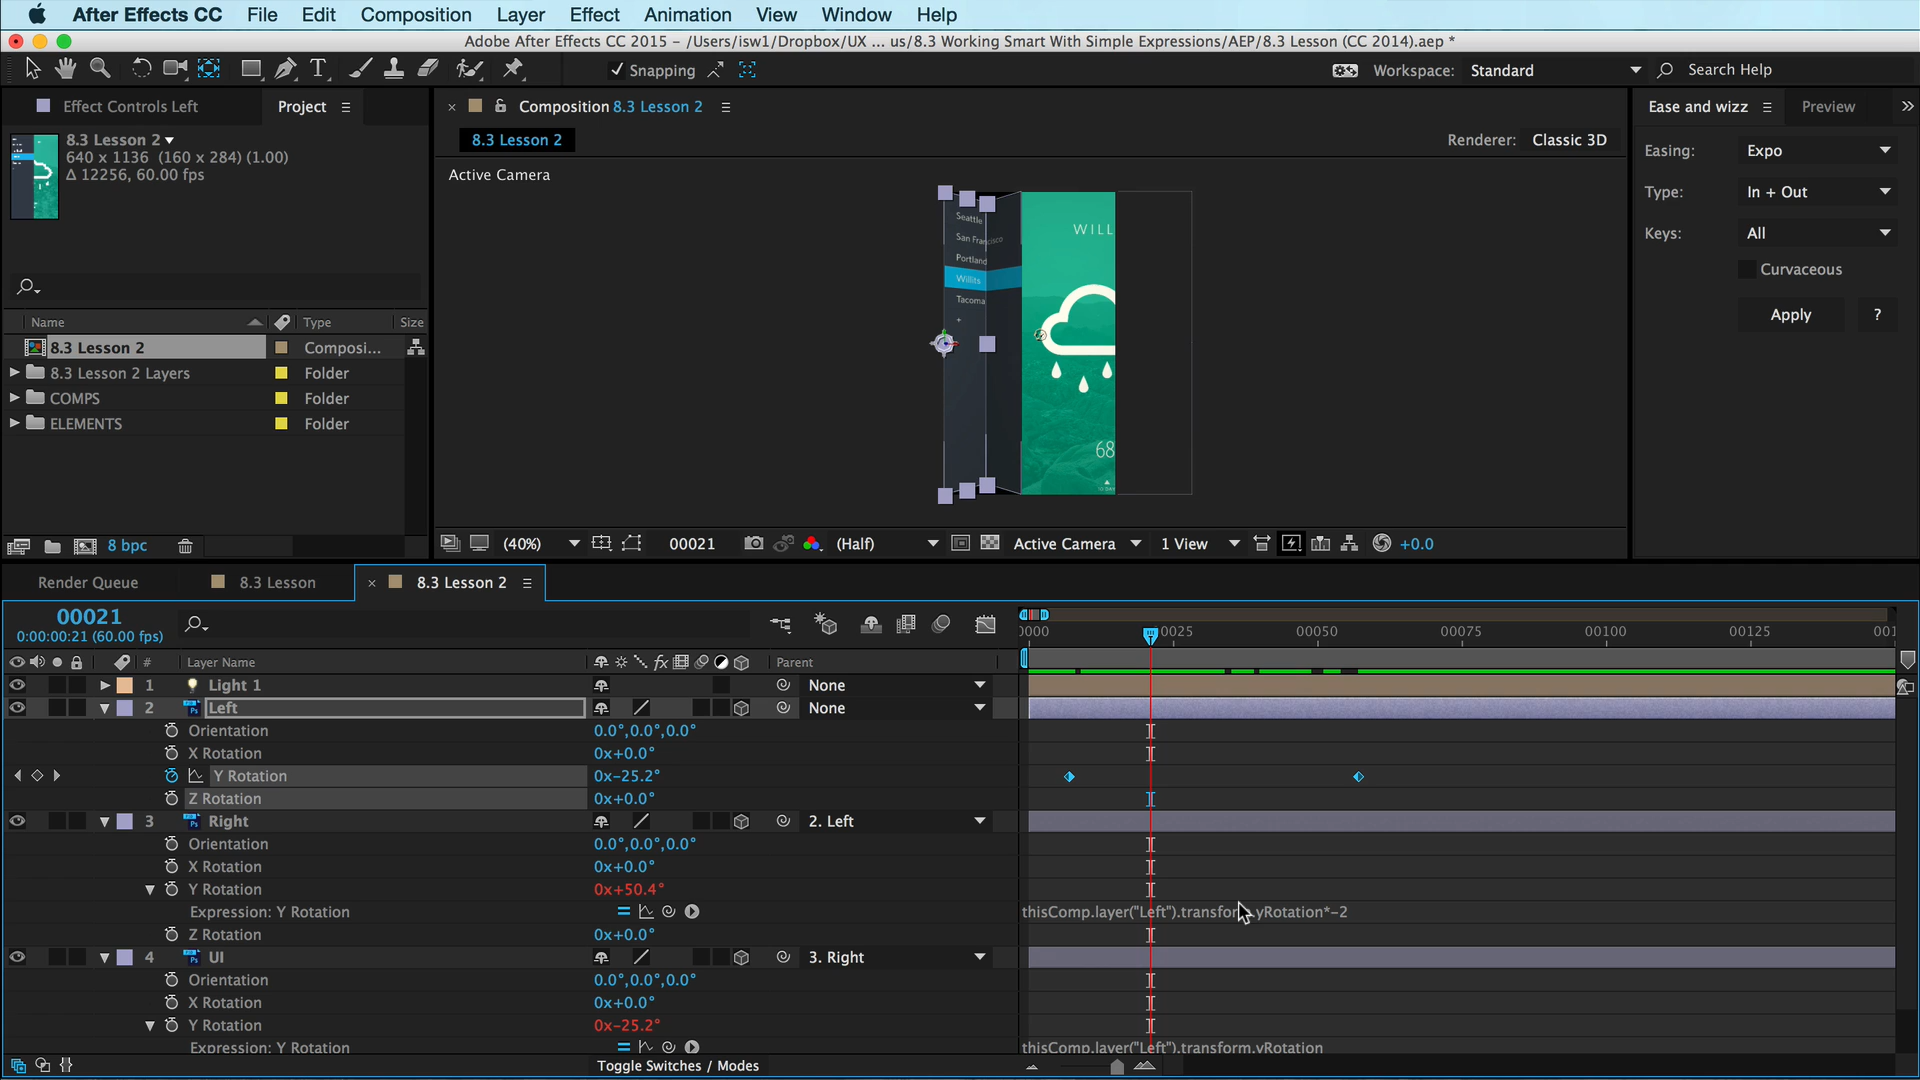 After Effects CC File Edit Composition Layer Effect Animation View Window Help
Adobe After Effects CC 2015 – /Users/isw1/Dropbox/UX ... us/8.3 Working Smart With Simple Expressions/AEP/8.3 Lesson (CC 2014).aep *
Snapping
Workspace: Standard
Search Help
Effect Controls Left
Project
8.3 Lesson 2
640 x 1136 (160 x 284) (1.00)
Δ 12256, 60.00 fps
Name Type Size
8.3 Lesson 2 Composi...
8.3 Lesson 2 Layers Folder
COMPS Folder
ELEMENTS Folder
8 bpc
Composition 8.3 Lesson 2
8.3 Lesson 2
Renderer: Classic 3D
Active Camera
Seattle
San Francisco
Portland
Willits
Tacoma
+
WILL
68
(40%) 00021 (Half) Active Camera 1 View +0.0
Ease and wizz Preview
Easing: Expo
Type: In + Out
Keys: All
Curvaceous
Apply ?
Render Queue 8.3 Lesson 8.3 Lesson 2
00021
0:00:00:21 (60.00 fps)
0000 00025 00050 00075 00100 00125 001
# Layer Name Parent
1 Light 1 None
2 Left None
Orientation 0.0°,0.0°,0.0°
X Rotation 0x+0.0°
Y Rotation 0x–25.2°
Z Rotation 0x+0.0°
3 Right 2. Left
Orientation 0.0°,0.0°,0.0°
X Rotation 0x+0.0°
Y Rotation 0x+50.4°
Expression: Y Rotation thisComp.layer("Left").transform.yRotation*–2
Z Rotation 0x+0.0°
4 UI 3. Right
Orientation 0.0°,0.0°,0.0°
X Rotation 0x+0.0°
Y Rotation 0x–25.2°
Expression: Y Rotation thisComp.layer("Left").transform.yRotation
Toggle Switches / Modes